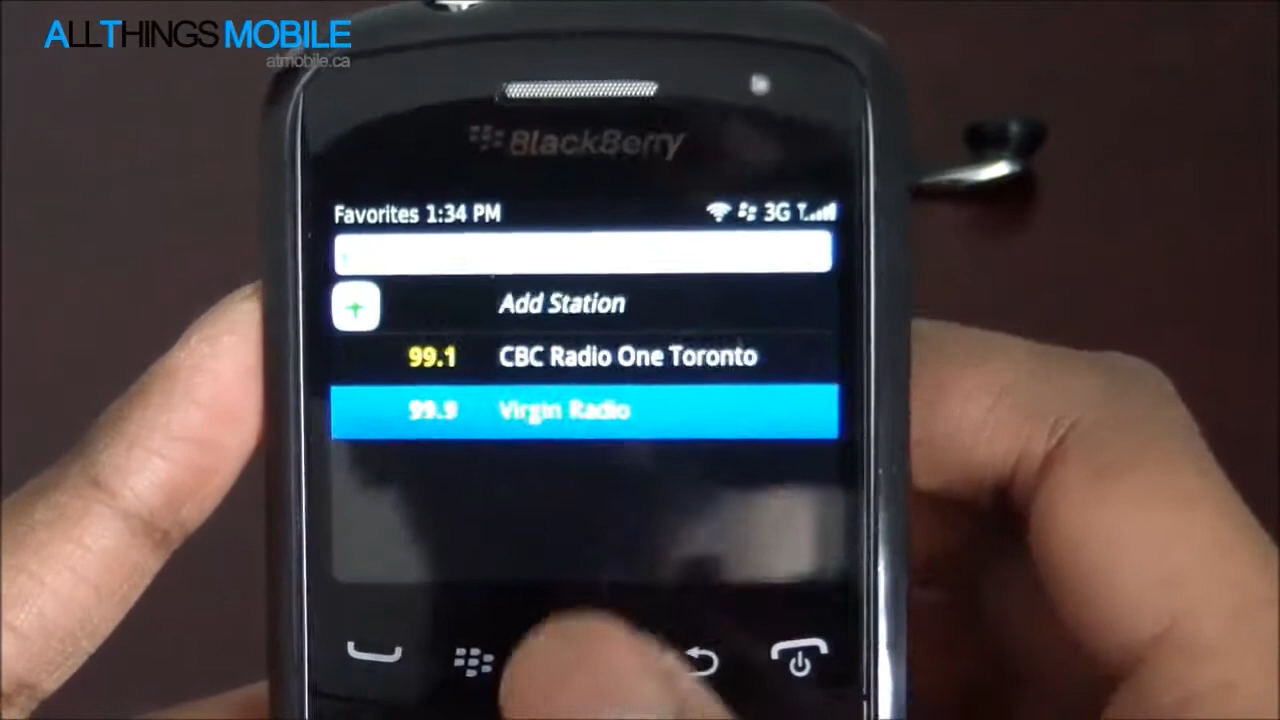 ALLTHINGS MOBILE
atmobile.ca
BlackBerry
Favorites 1:34 PM 3G
Add Station
99.1 CBC Radio One Toronto
99.9 Virgin Radio